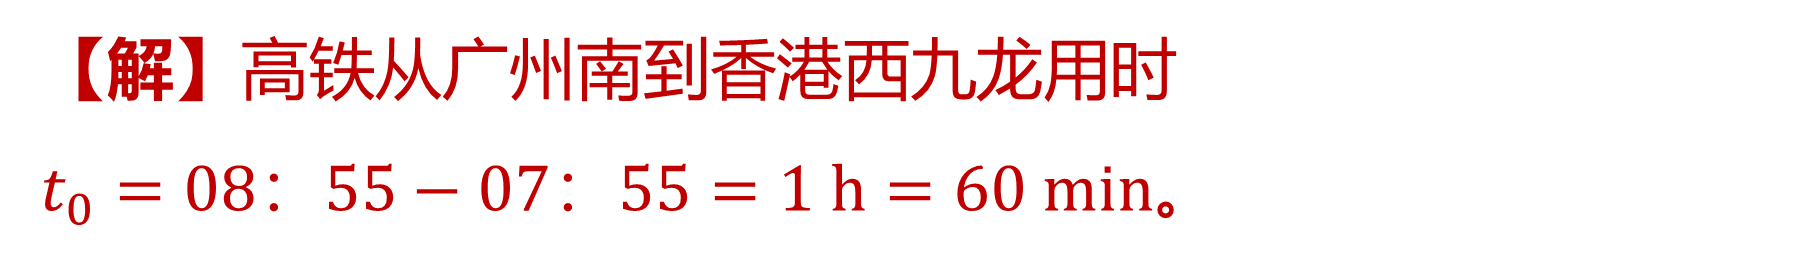 【解】高铁从广州南到香港西九龙用时
t₀ = 08：55 − 07：55 = 1 h = 60 min。